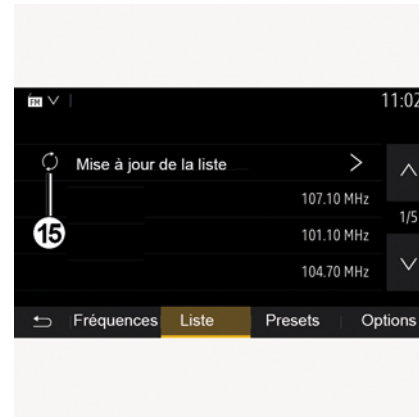 FM 11:02
Mise à jour de la liste
15
107.10 MHz
1/5
101.10 MHz
104.70 MHz
Fréquences Liste Presets Options